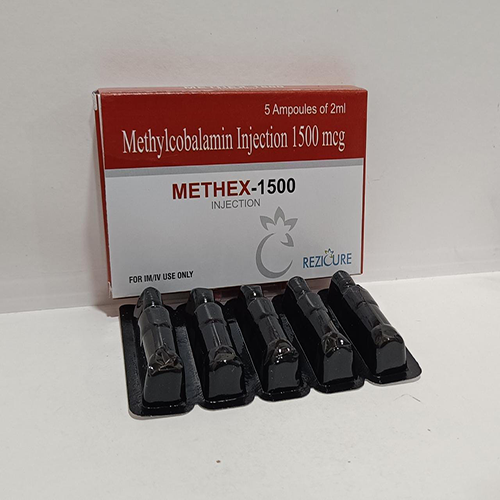 5 Ampoules of 2ml
Methylcobalamin Injection 1500 mcg
METHEX-1500
INJECTION
REZICURE
FOR IM/IV USE ONLY